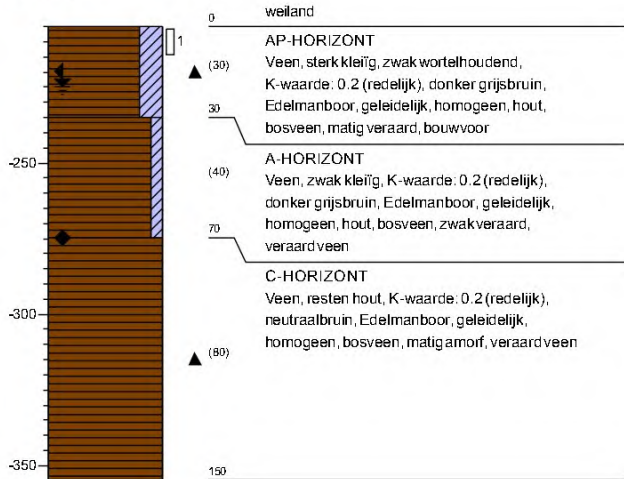 0
weiland
1
AP-HORIZONT
(30)
Veen, sterk kleiïg, zwak wortelhoudend,
K-waarde: 0.2 (redelijk), donker grijsbruin,
Edelmanboor, geleidelijk, homogeen, hout,
30
bosveen, matig veraard, bouwvoor
-250
(40)
A-HORIZONT
Veen, zwak kleiïg, K-waarde: 0.2 (redelijk),
donker grijsbruin, Edelmanboor, geleidelijk,
homogeen, hout, bosveen, zwak veraard,
70
veraard veen
C-HORIZONT
-300
Veen, resten hout, K-waarde: 0.2 (redelijk),
neutraalbruin, Edelmanboor, geleidelijk,
(80)
homogeen, bosveen, matig amorf, veraard veen
-350
150